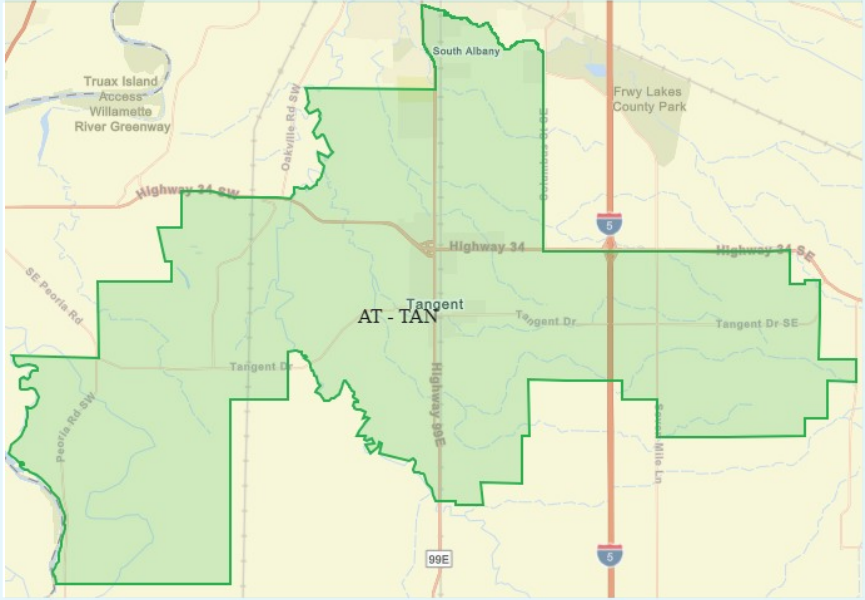 South Albany
Truax Island
Access
Willamette
River Greenway
Oakville Rd SW
Frwy Lakes
County Park
Columbus St SE
Highway 34 SW
5
Highway 34
Highway 34 SE
SE Peoria Rd
Tangent
AT - TAN
Tangent Dr
Tangent Dr SE
Tangent Dr
Highway 99E
Peoria Rd SW
Seven Mile Ln
99E
5